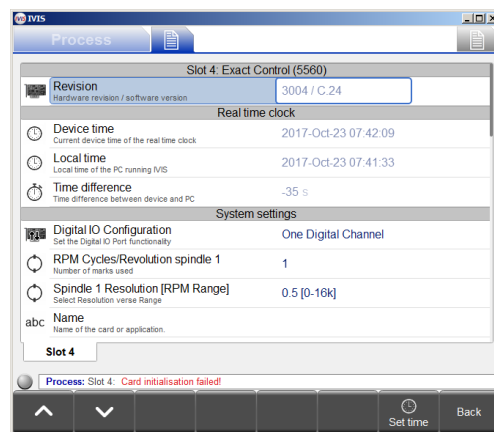 IVIS
Process
Slot 4: Exact Control (5560)
Revision
Hardware revision / software version
3004 / C.24
Real time clock
Device time
Current device time of the real time clock
2017-Oct-23 07:42:09
Local time
Local time of the PC running IVIS
2017-Oct-23 07:41:33
Time difference
Time difference between device and PC
-35 s
System settings
Digital IO Configuration
Set the Digital IO Port functionality
One Digital Channel
RPM Cycles/Revolution spindle 1
Number of marks used
1
Spindle 1 Resolution [RPM Range]
Select Resolution verse Range
0.5 [0-16k]
abc
Name
Name of the card or application.
Slot 4
Process: Slot 4: Card initialisation failed!
Set time
Back